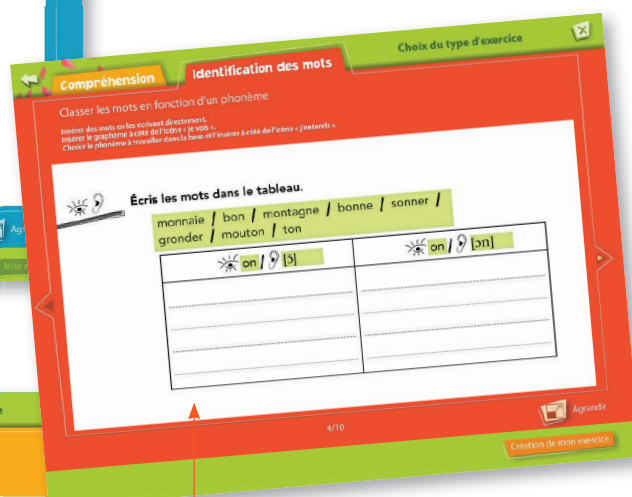 Choix du type d'exercice
Compréhension
Identification des mots
Classer les mots en fonction d'un phonème
Insérer des mots en les écrivant directement.
Insérer le graphème à côté de l'icône « je vois ».
Choisir le phonème à travailler dans la base et l'insérer à côté de l'icône « j'entends ».
Écris les mots dans le tableau.
monnaie / bon / montagne / bonne / sonner /
gronder / mouton / ton
on / [ɔ̃]
on / [ɔn]
4/10
Agrandir
Création de mon exercice